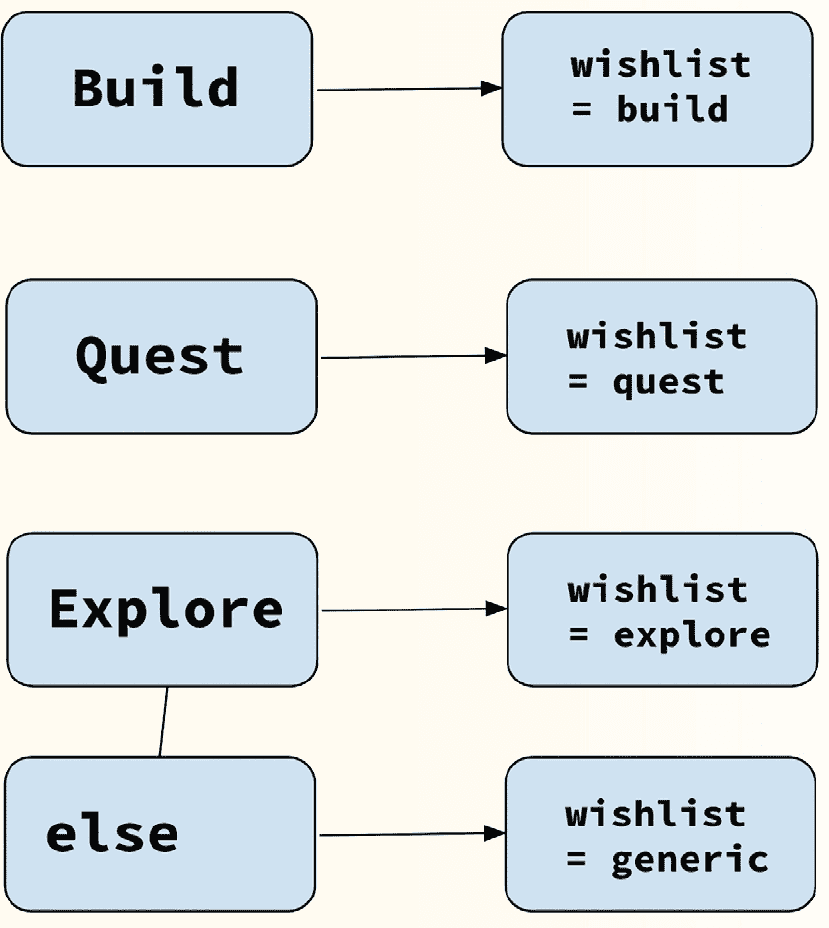 Build
wishlist
= build
Quest
wishlist
= quest
Explore
wishlist
= explore
else
wishlist
= generic